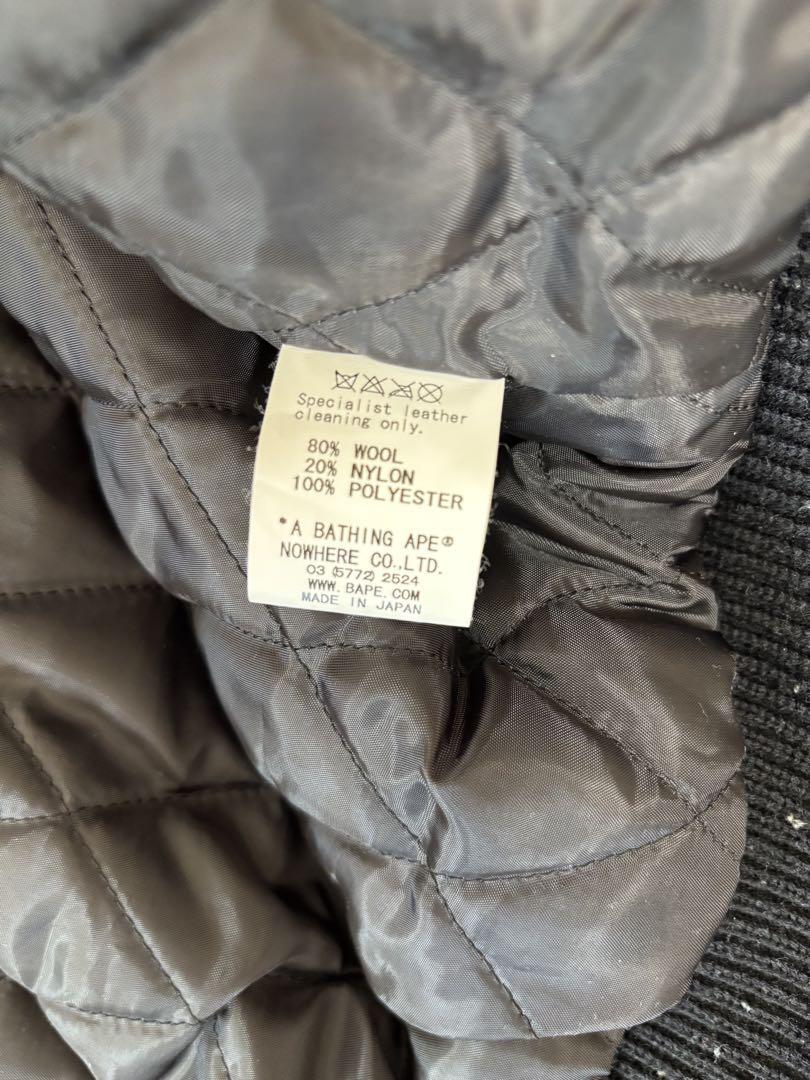 Specialist leather
cleaning only.
80% WOOL
20% NYLON
100% POLYESTER
*A BATHING APE®
NOWHERE CO.,LTD.
03 (5772) 2524
WWW.BAPE.COM
MADE IN JAPAN